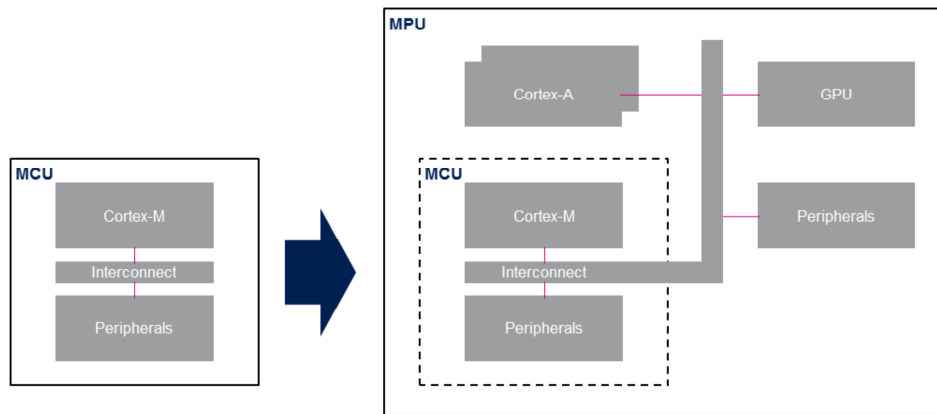 MCU
Cortex-M
Interconnect
Peripherals
MPU
Cortex-A
GPU
MCU
Cortex-M
Interconnect
Peripherals
Peripherals